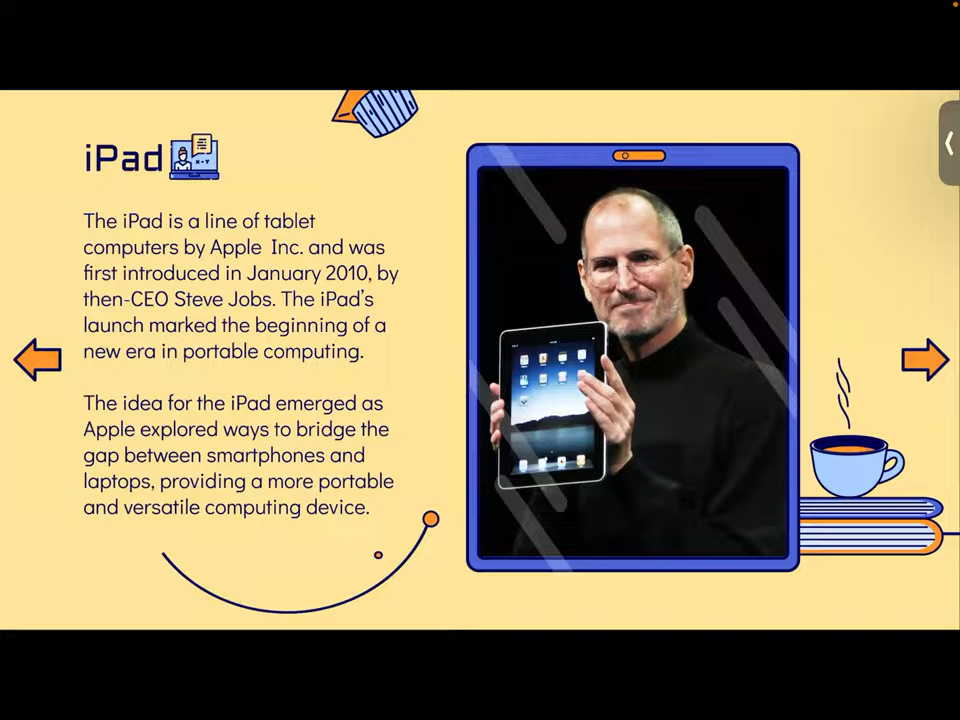 iPad
The iPad is a line of tablet
computers by Apple Inc. and was
first introduced in January 2010, by
then-CEO Steve Jobs. The iPad's
launch marked the beginning of a
new era in portable computing.
The idea for the iPad emerged as
Apple explored ways to bridge the
gap between smartphones and
laptops, providing a more portable
and versatile computing device.